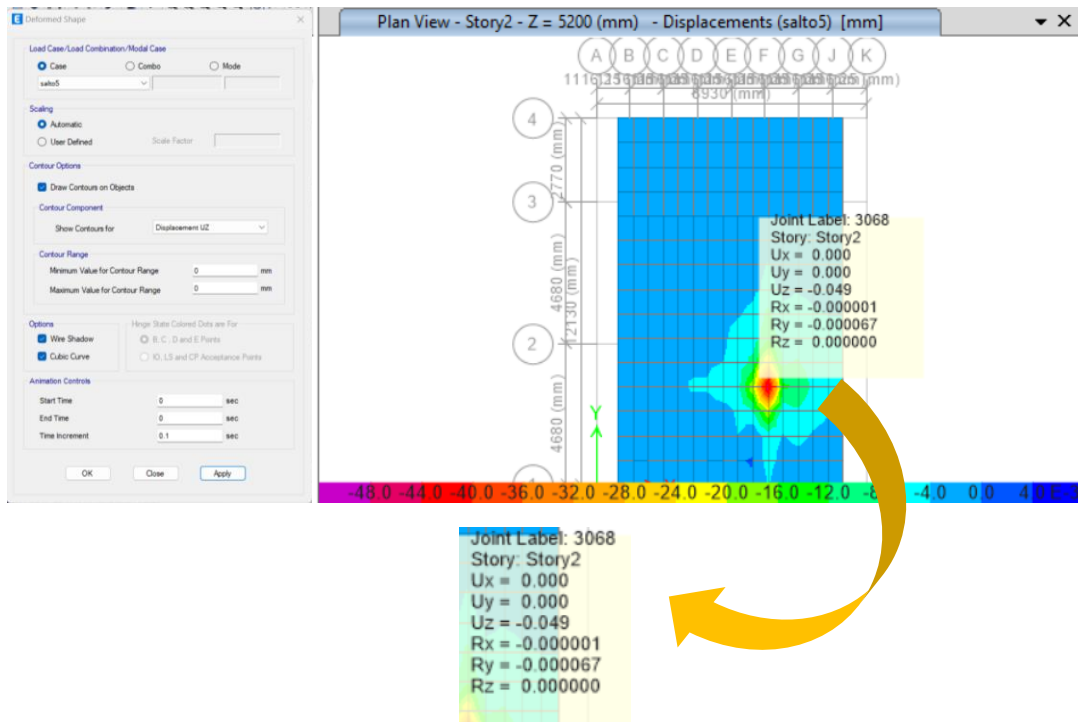 Deformed Shape
Load Case/Load Combination/Modal Case
Case
Combo
Mode
salto5
Scaling
Automatic
User Defined
Scale Factor
Contour Options
Draw Contours on Objects
Contour Component
Show Contours for
Displacement UZ
Contour Range
Minimum Value for Contour Range 0 mm
Maximum Value for Contour Range 0 mm
Options
Wire Shadow
Cubic Curve
Hinge State Colored Dots are For
B, C, D and E Points
IO, LS and CP Acceptance Points
Animation Controls
Start Time 0 sec
End Time 0 sec
Time Increment 0.1 sec
OK Close Apply
Plan View - Story2 - Z = 5200 (mm) - Displacements (salto5) [mm]
A B C D E F G J K
8930 (mm)
4
3
2
2770 (mm)
4680 (mm)
12130 (mm)
4680 (mm)
Y
Joint Label: 3068
Story: Story2
Ux = 0.000
Uy = 0.000
Uz = -0.049
Rx = -0.000001
Ry = -0.000067
Rz = 0.000000
-48.0 -44.0 -40.0 -36.0 -32.0 -28.0 -24.0 -20.0 -16.0 -12.0 -4.0 0.0
Joint Label: 3068
Story: Story2
Ux = 0.000
Uy = 0.000
Uz = -0.049
Rx = -0.000001
Ry = -0.000067
Rz = 0.000000